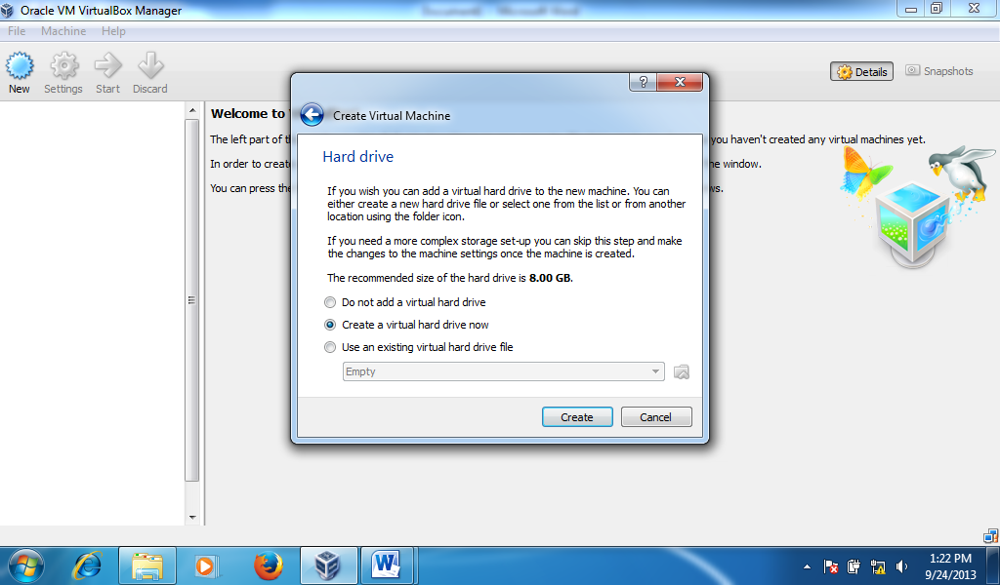 Oracle VM VirtualBox Manager
File Machine Help
New Settings Start Discard
Details Snapshots
Welcome to
The left part of th
you haven't created any virtual machines yet.
In order to creat
he window.
You can press the
ws.
Create Virtual Machine
Hard drive
If you wish you can add a virtual hard drive to the new machine. You can
either create a new hard drive file or select one from the list or from another
location using the folder icon.
If you need a more complex storage set-up you can skip this step and make
the changes to the machine settings once the machine is created.
The recommended size of the hard drive is 8.00 GB.
Do not add a virtual hard drive
Create a virtual hard drive now
Use an existing virtual hard drive file
Empty
Create Cancel
1:22 PM
9/24/2013